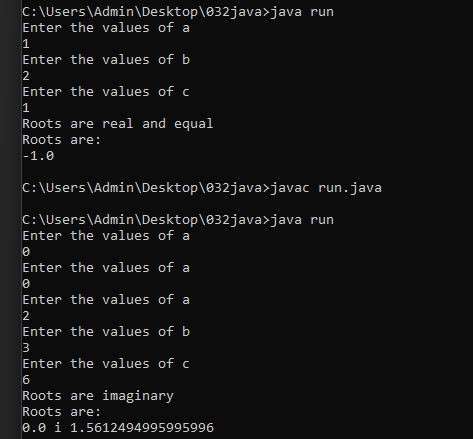 C:\Users\Admin\Desktop\032java>java run
Enter the values of a
1
Enter the values of b
2
Enter the values of c
1
Roots are real and equal
Roots are:
-1.0
C:\Users\Admin\Desktop\032java>javac run.java
C:\Users\Admin\Desktop\032java>java run
Enter the values of a
0
Enter the values of a
0
Enter the values of a
2
Enter the values of b
3
Enter the values of c
6
Roots are imaginary
Roots are:
0.0 i 1.5612494995995996